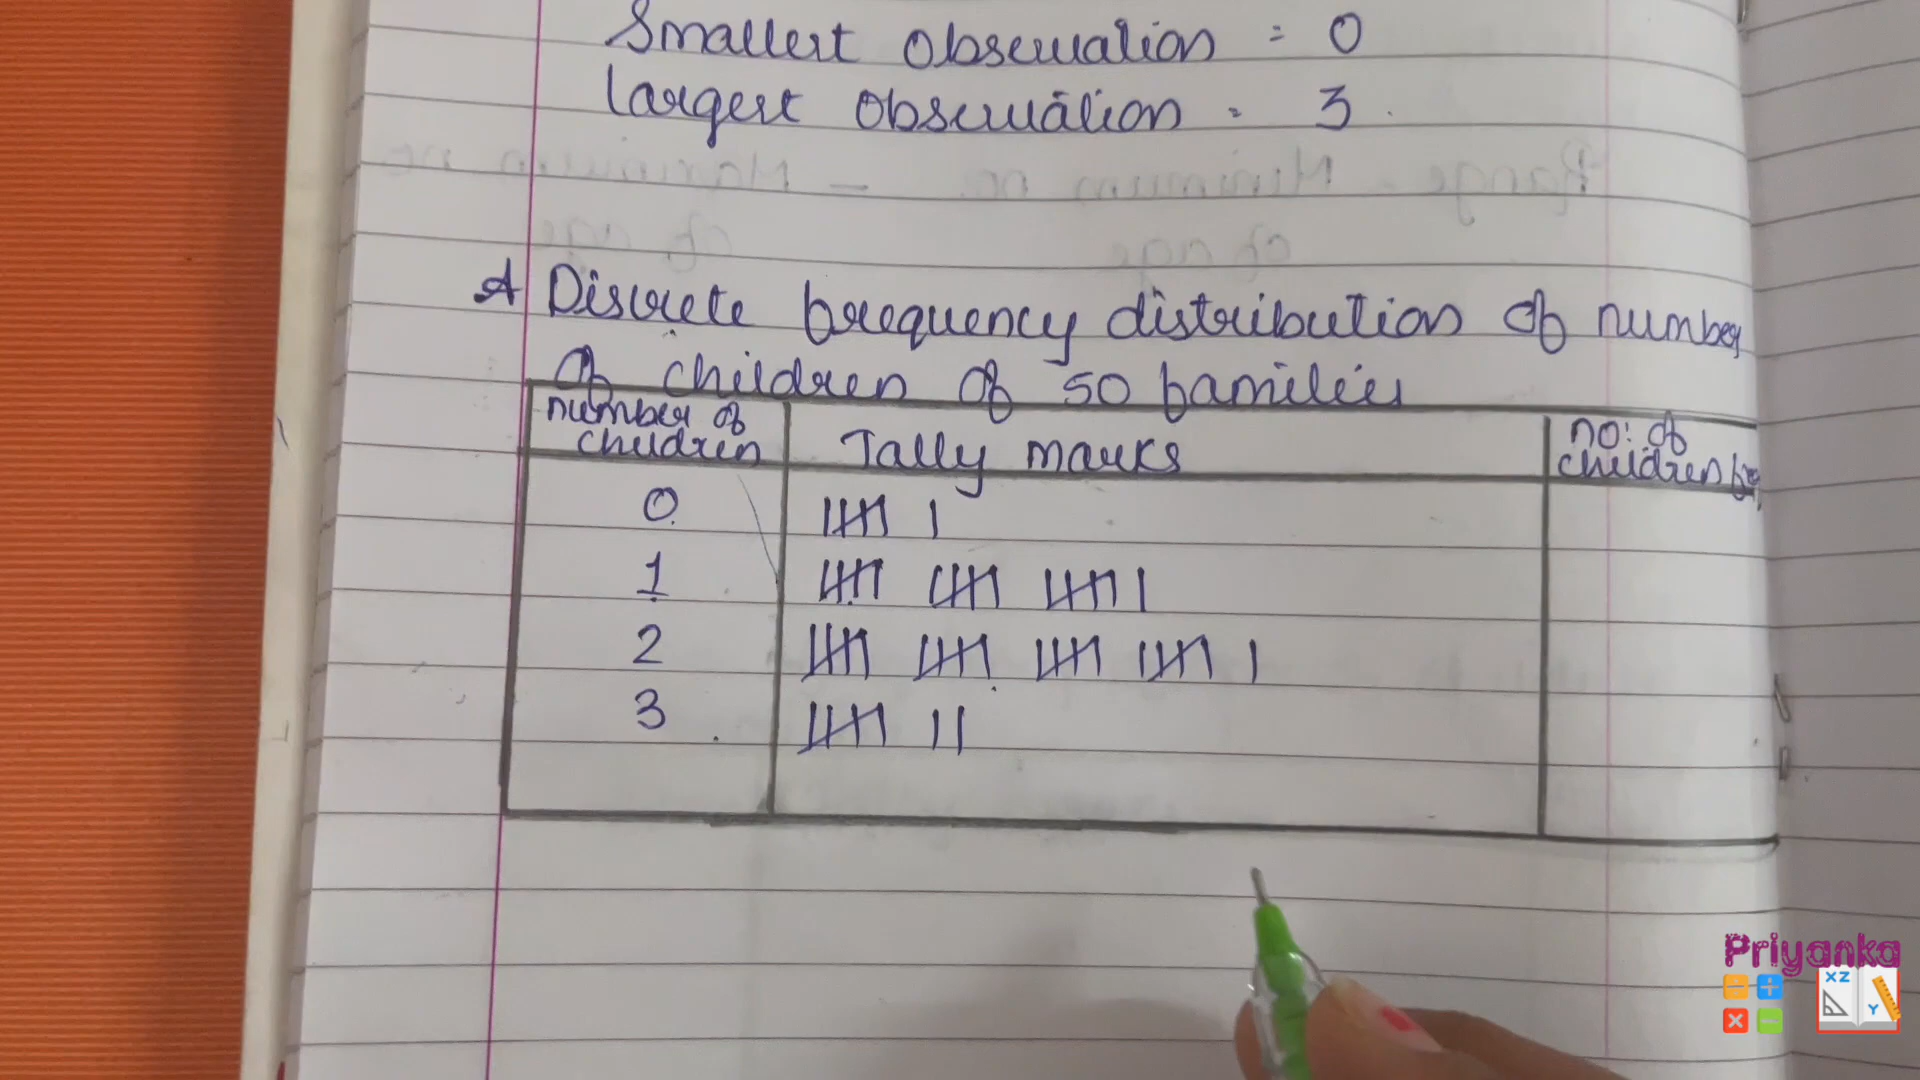 Smallest Observation = 0
Largest Observation = 3
A Discrete frequency distribution of number
of children of 50 families
number of children | Tally marks | no: of children
0 | 𝍸 |
1 | 𝍸 𝍸 𝍸 |
2 | 𝍸 𝍸 𝍸 𝍸 |
3 | 𝍸 ||
Priyanka
XZ
Y